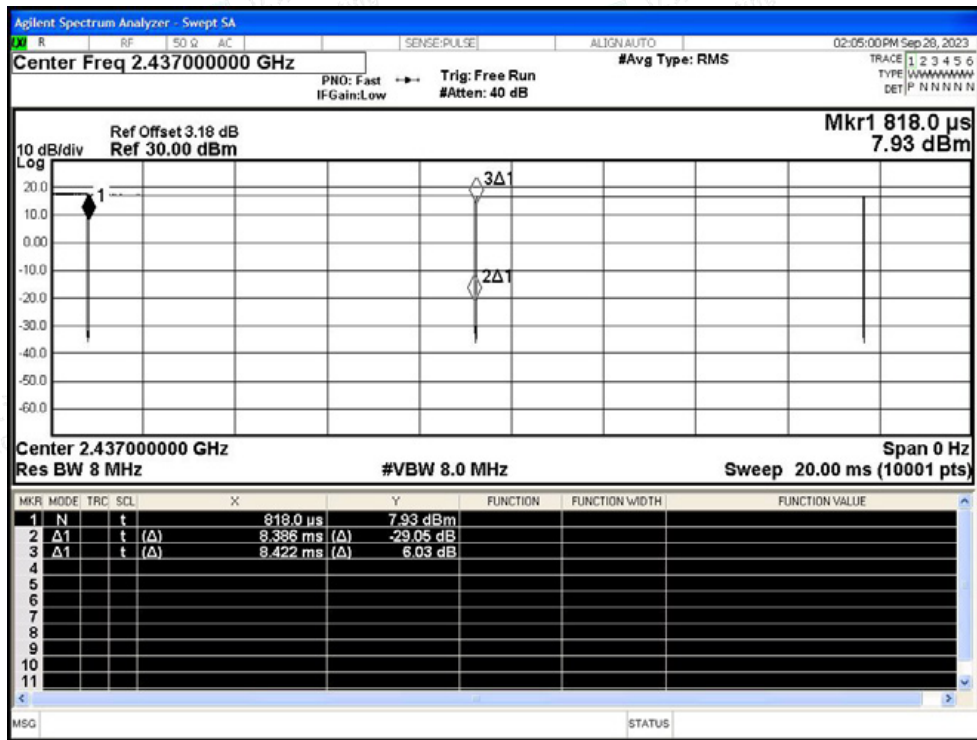 Agilent Spectrum Analyzer - Swept SA
R RF 50 Ω AC SENSE:PULSE ALIGNAUTO 02:05:00 PM Sep 28, 2023
Center Freq 2.437000000 GHz
PNO: Fast
IFGain:Low
Trig: Free Run
#Atten: 40 dB
#Avg Type: RMS
TRACE 1 2 3 4 5 6
TYPE WWWWWW
DET P N N N N N
Mkr1 818.0 µs
7.93 dBm
Ref Offset 3.18 dB
10 dB/div Ref 30.00 dBm
Log
20.0
10.0
0.00
-10.0
-20.0
-30.0
-40.0
-50.0
-60.0
1
3Δ1
2Δ1
Center 2.437000000 GHz Span 0 Hz
Res BW 8 MHz #VBW 8.0 MHz Sweep 20.00 ms (10001 pts)
MKR MODE TRC SCL X Y FUNCTION FUNCTION WIDTH FUNCTION VALUE
1 N t 818.0 µs 7.93 dBm
2 Δ1 t (Δ) 8.386 ms (Δ) -29.05 dB
3 Δ1 t (Δ) 8.422 ms (Δ) 6.03 dB
4
5
6
7
8
9
10
11
MSG STATUS